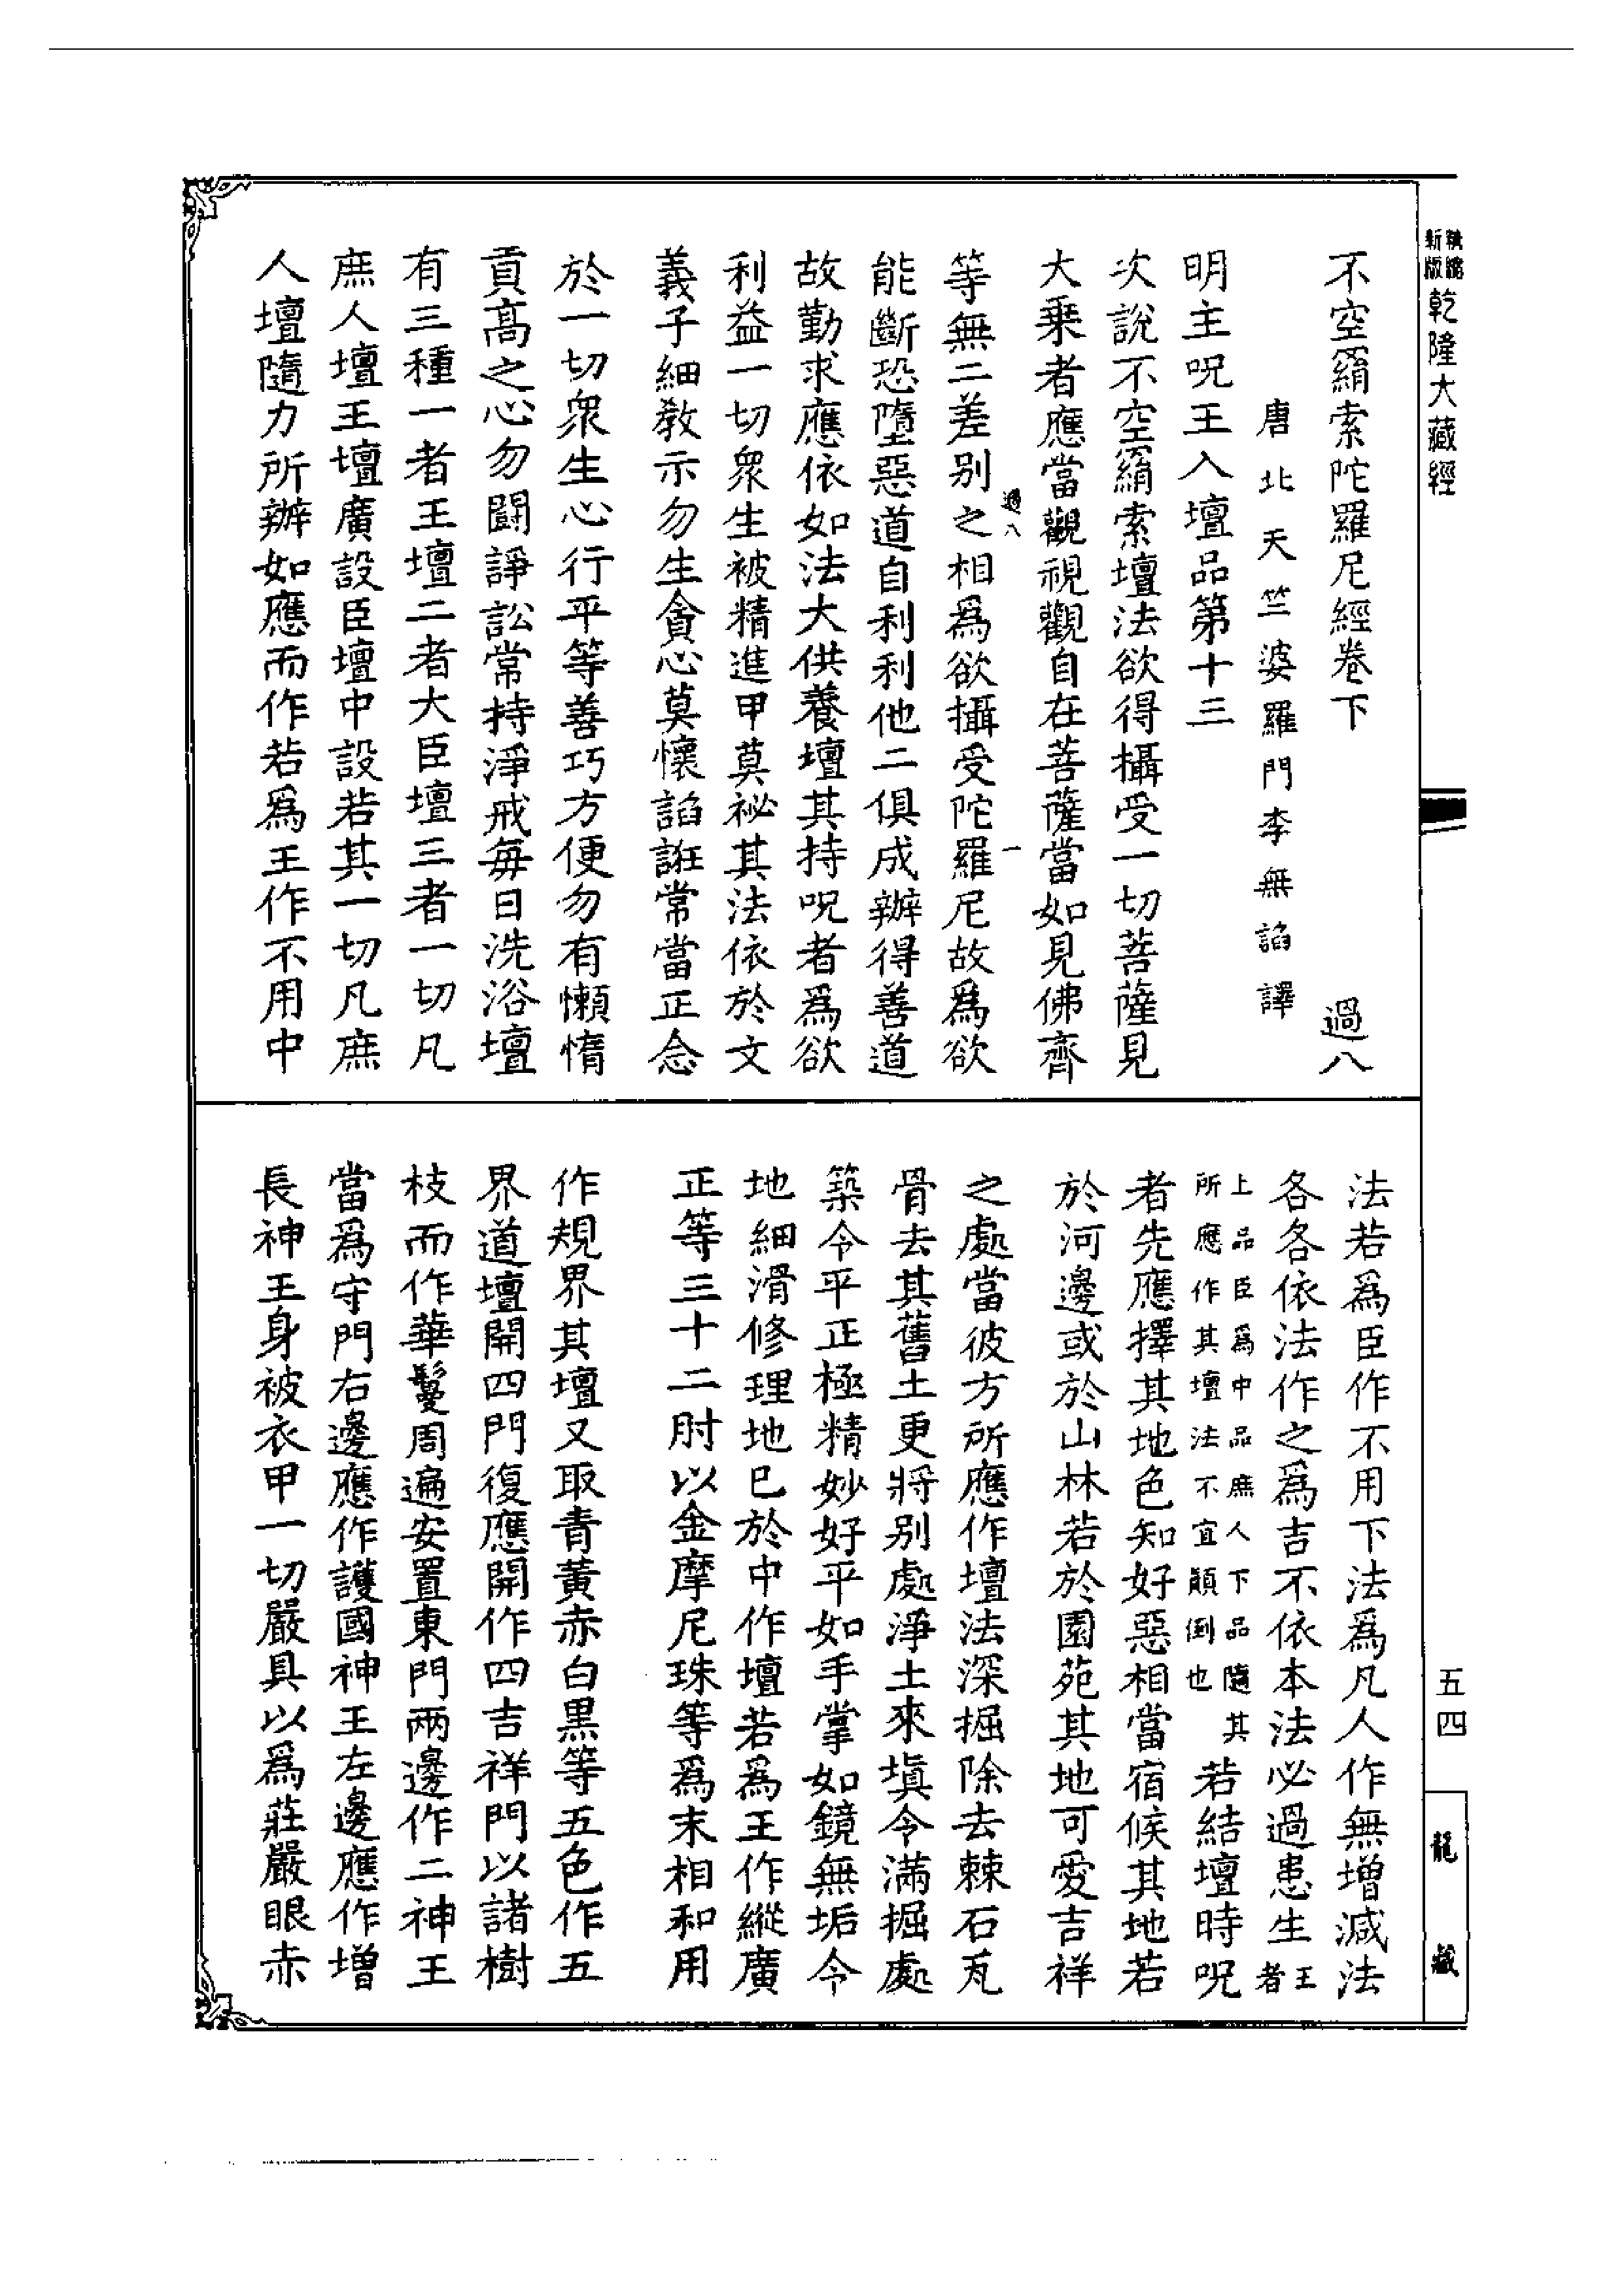 新版
精縮
乾隆大藏經
五四
龍藏
不空羂索陀羅尼經卷下 過八
唐北天竺婆羅門李無諂譯
明主呪王入壇品第十三
次說不空羂索壇法欲得攝受一切菩薩見
大乗者應當觀視觀自在菩薩當如見佛齊
過八 一
等無二差别之相爲欲攝受陀羅尼故爲欲
能斷恐墮惡道自利利他二俱成辦得善道
故勤求應依如法大供養壇其持呪者爲欲
利益一切衆生被精進甲莫祕其法依於文
義子細教示勿生貪心莫懷諂誑常當正念
於一切衆生心行平等善巧方便勿有懶惰
貢高之心勿鬪諍訟常持淨戒每日洗浴壇
有三種一者王壇二者大臣壇三者一切凡
庶人壇王壇廣設臣壇中設若其一切凡庶
人壇隨力所辦如應而作若爲王作不用中
法若爲臣作不用下法爲凡人作無增減法
各各依法作之爲吉不依本法必過患生王者
上品臣爲中品庶人下品隨其
所應作其壇法不宜顛倒也
若結壇時呪
者先應擇其地色知好惡相當宿候其地若
於河邊或於山林若於園苑其地可愛吉祥
之處當彼方所應作壇法深掘除去棘石瓦
骨去其舊土更將别處淨土來塡令滿掘處
築令平正極精妙好平如手掌如鏡無垢令
地細滑修理地已於中作壇若爲王作縱廣
正等三十二肘以金摩尼珠等爲末相和用
作規界其壇又取青黃赤白黒等五色作五
界道壇開四門復應開作四吉祥門以諸樹
枝而作華鬘周遍安置東門兩邊作二神王
當爲守門右邊應作護國神王左邊應作增
長神王身被衣甲一切嚴具以爲莊嚴眼赤